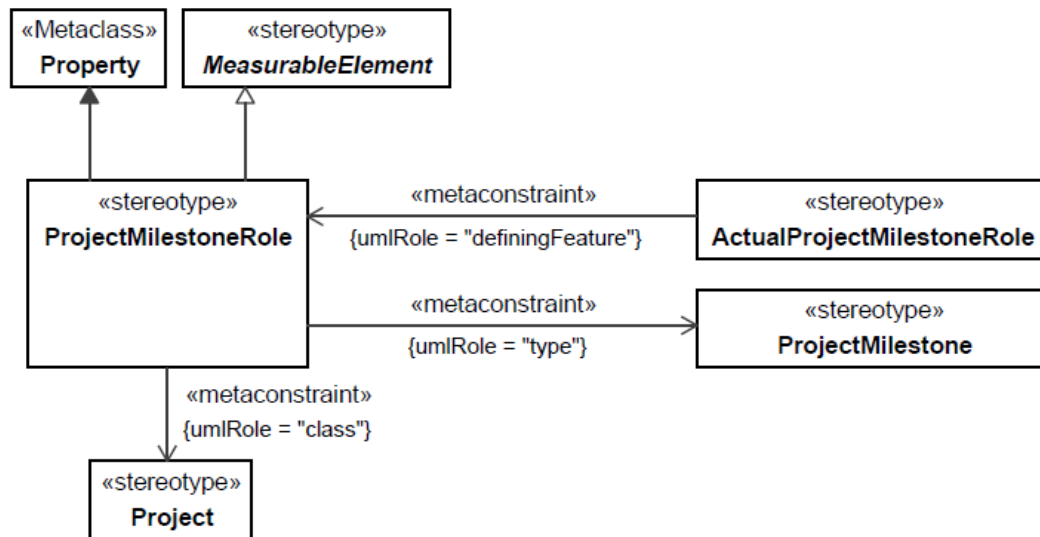 «Metaclass»
Property
«stereotype»
MeasurableElement
«stereotype»
ProjectMilestoneRole
«metaconstraint»
{umlRole = "definingFeature"}
«stereotype»
ActualProjectMilestoneRole
«metaconstraint»
{umlRole = "type"}
«stereotype»
ProjectMilestone
«metaconstraint»
{umlRole = "class"}
«stereotype»
Project